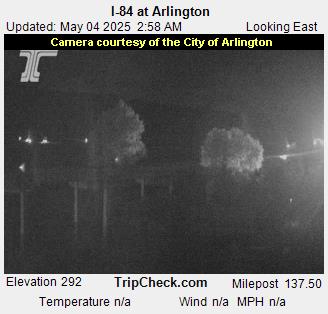 I-84 at Arlington
Updated: May 04 2025 2:58 AM Looking East
Camera courtesy of the City of Arlington
Elevation 292 TripCheck.com Milepost 137.50
Temperature n/a Wind n/a MPH n/a